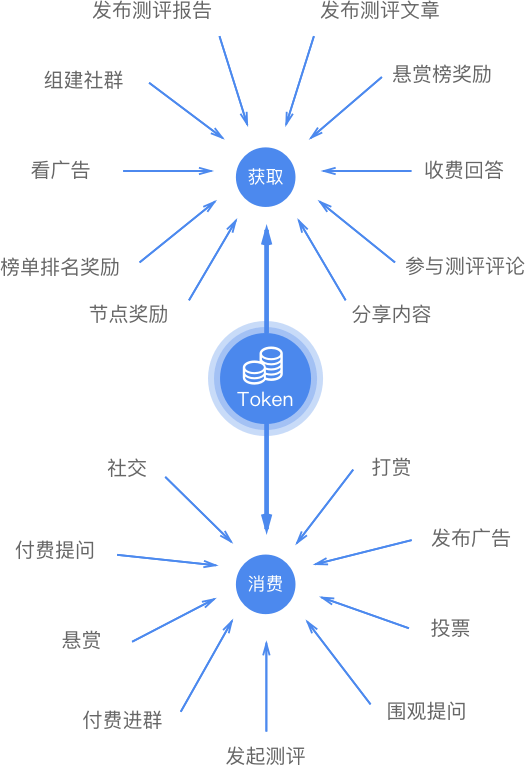 发布测评报告
发布测评文章
组建社群
悬赏榜奖励
看广告
获取
收费回答
榜单排名奖励
参与测评评论
节点奖励
分享内容
Token
社交
打赏
付费提问
发布广告
消费
悬赏
投票
付费进群
围观提问
发起测评